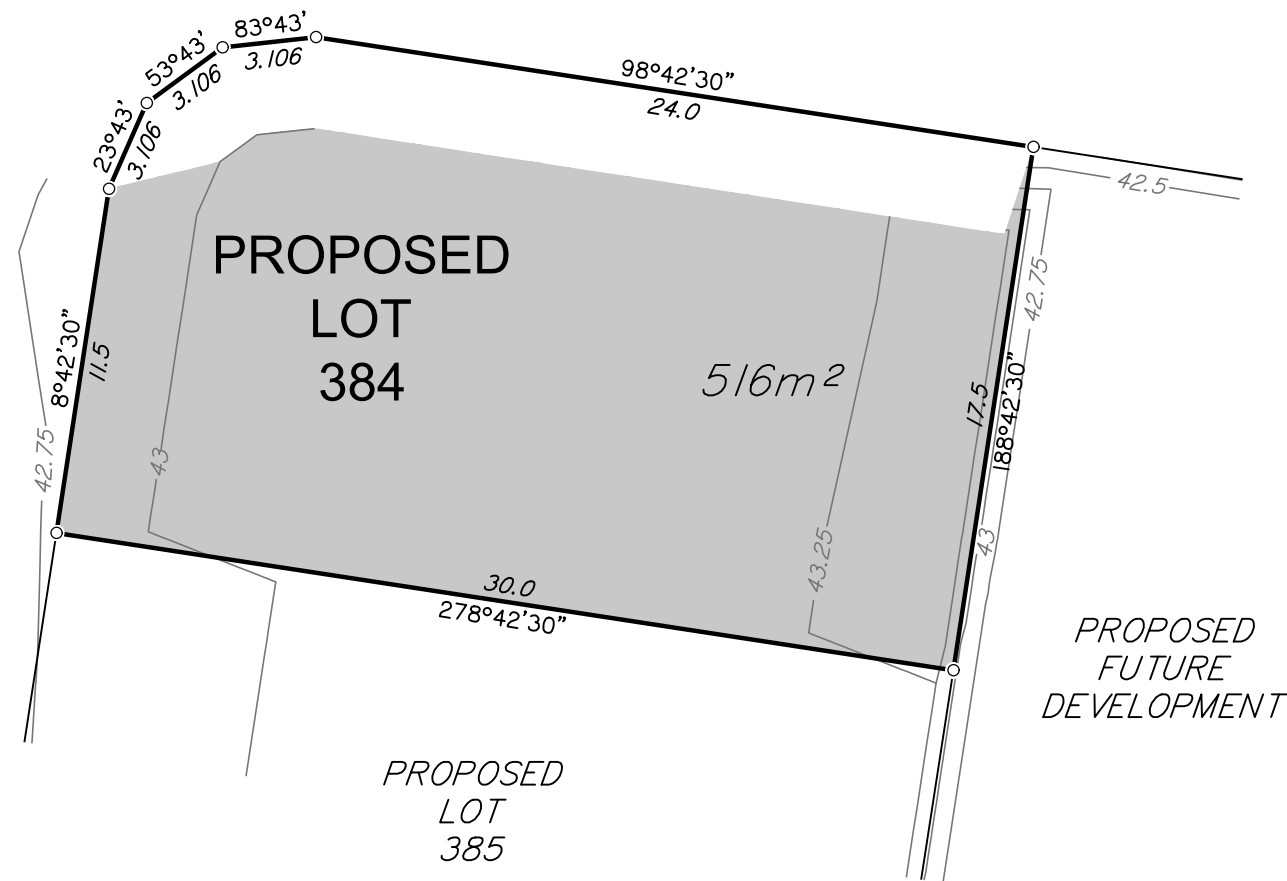 83°43'
3.106
53°43'
3.106
23°43'
3.106
98°42'30"
24.0
42.5
PROPOSED
LOT
384
516m²
42.75
8°42'30"
11.5
17.5
188°42'30"
42.75
43
43.25
43
30.0
278°42'30"
PROPOSED
FUTURE
DEVELOPMENT
PROPOSED
LOT
385